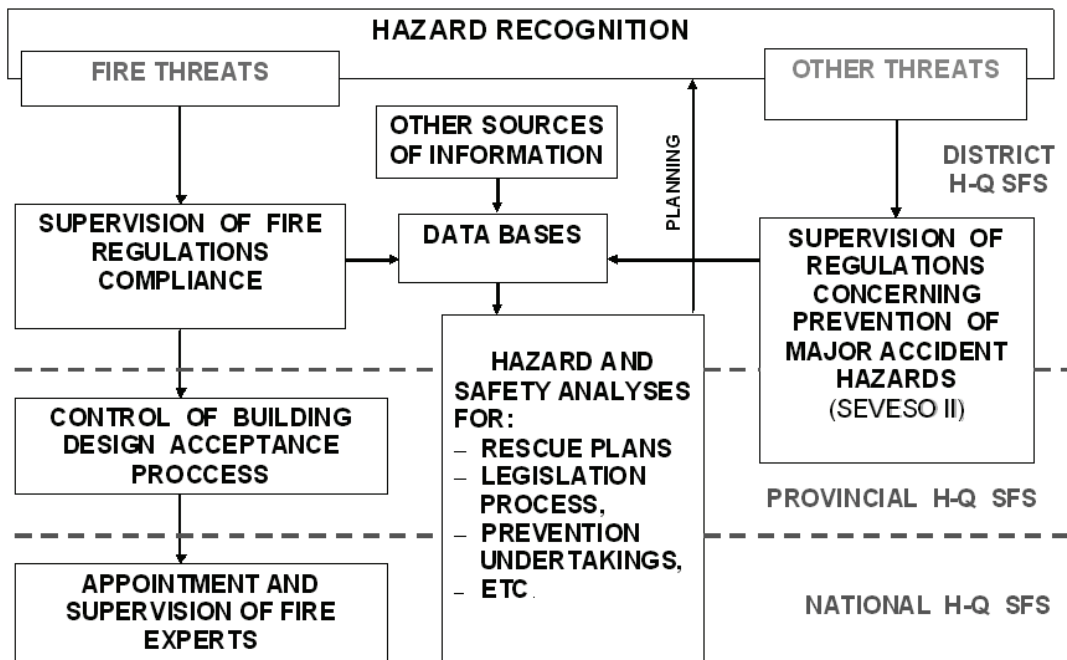 HAZARD RECOGNITION
FIRE THREATS
OTHER THREATS
OTHER SOURCES
OF INFORMATION
PLANNING
DISTRICT
H-Q SFS
SUPERVISION OF FIRE
REGULATIONS
COMPLIANCE
DATA BASES
SUPERVISION OF
REGULATIONS
CONCERNING
PREVENTION OF
MAJOR ACCIDENT
HAZARDS
(SEVESO II)
HAZARD AND
SAFETY ANALYSES
FOR:
– RESCUE PLANS
– LEGISLATION
PROCESS,
– PREVENTION
UNDERTAKINGS,
– ETC.
CONTROL OF BUILDING
DESIGN ACCEPTANCE
PROCCESS
PROVINCIAL H-Q SFS
APPOINTMENT AND
SUPERVISION OF FIRE
EXPERTS
NATIONAL H-Q SFS